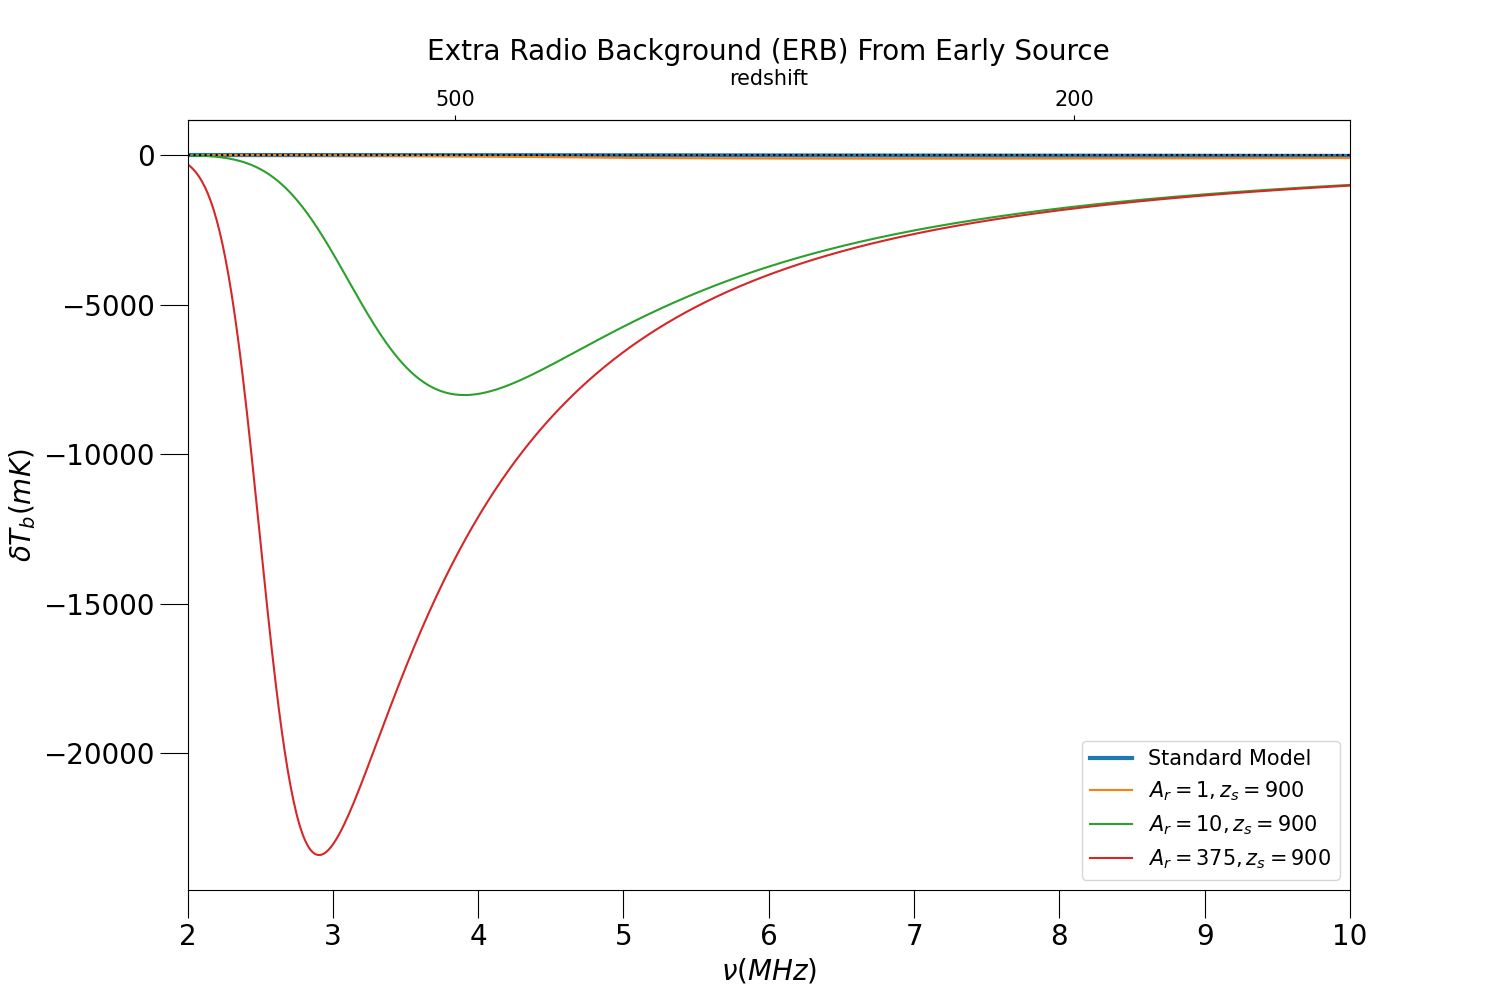 Extra Radio Background (ERB) From Early Source
redshift
500 200
0
−5000
−10000
−15000
−20000
δT_b(mK)
Standard Model
A_r = 1, z_s = 900
A_r = 10, z_s = 900
A_r = 375, z_s = 900
2 3 4 5 6 7 8 9 10
ν(MHz)